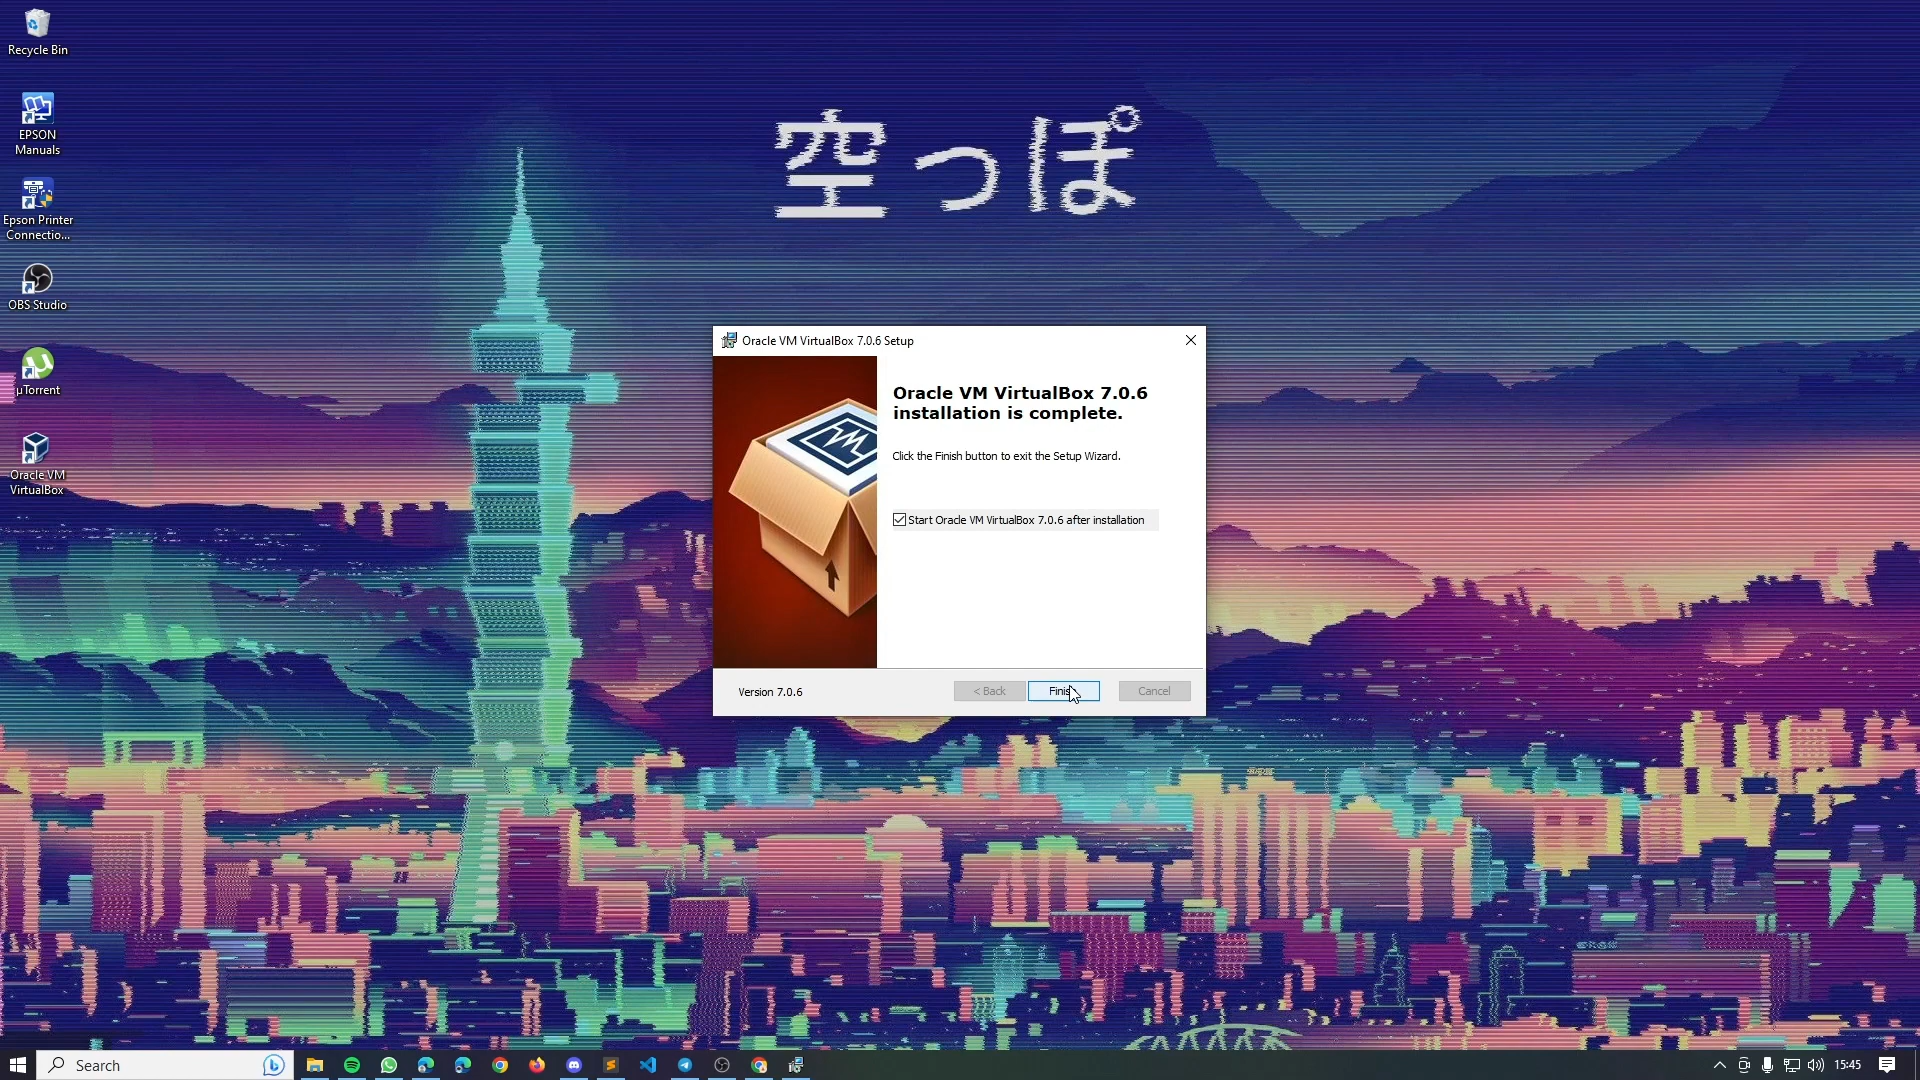 Recycle Bin
EPSON
Manuals
Epson Printer
Connectio...
OBS Studio
µTorrent
Oracle VM
VirtualBox
空っぽ
Oracle VM VirtualBox 7.0.6 Setup
Oracle VM VirtualBox 7.0.6
installation is complete.
Click the Finish button to exit the Setup Wizard.
Start Oracle VM VirtualBox 7.0.6 after installation
Version 7.0.6
< Back
Cancel
Search
15:45